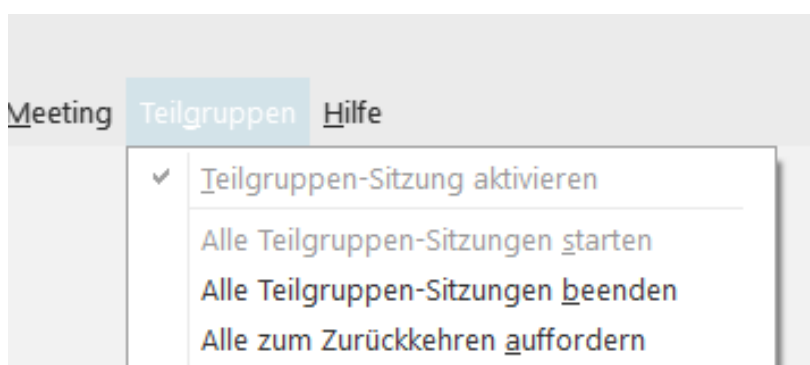 Meeting Teilgruppen Hilfe
Teilgruppen-Sitzung aktivieren
Alle Teilgruppen-Sitzungen starten
Alle Teilgruppen-Sitzungen beenden
Alle zum Zurückkehren auffordern